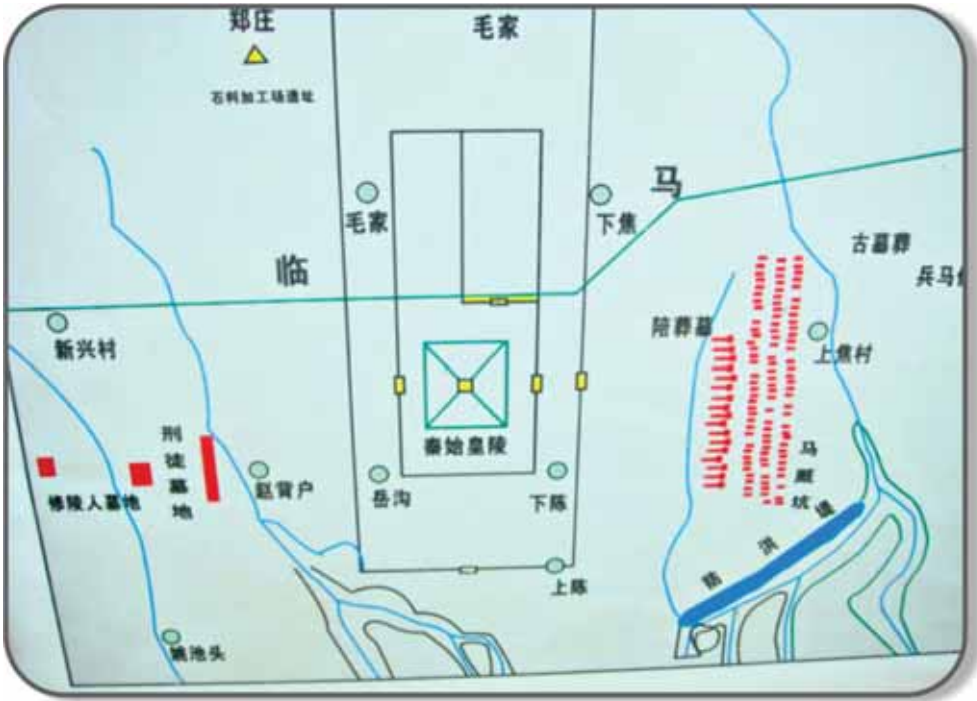 郑庄
毛家
石料加工场遗址
毛家
下焦
马
临
古墓葬
兵马
陪葬墓
上焦村
新兴村
秦始皇陵
刑徒墓地
修陵人墓地
赵背户
岳沟
下陈
马厩坑
防洪堤
上陈
姚池头